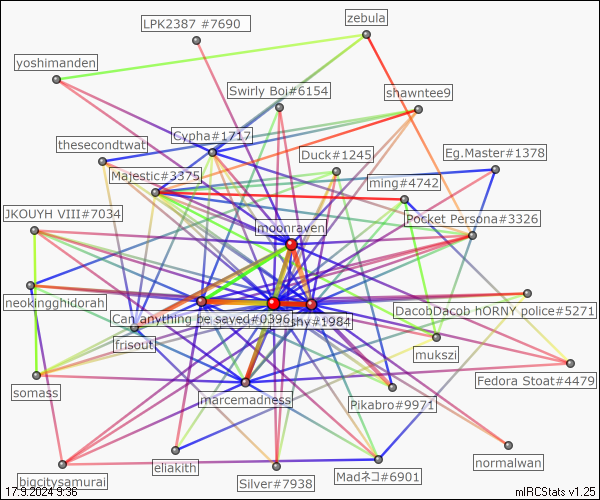 LPK2387 #7690
zebula
yoshimanden
Swirly Boi#6154
shawntee9
Cypha#1717
thesecondtwat
Duck#1245
Eg.Master#1378
Majestic#3375
ming#4742
JKOUYH VIII#7034
Pocket Persona#3326
moonraven
neokingghidorah
DacobDacob hORNY police#5271
Can anything be saved#0396
#1984
frisout
mukszi
somass
Fedora Stoat#4479
marcemadness
Pikabro#9971
bigcitysamurai
eliakith
Silver#7938
Madネコ#6901
normalwan
17.9.2024 9:36
mIRCStats v1.25